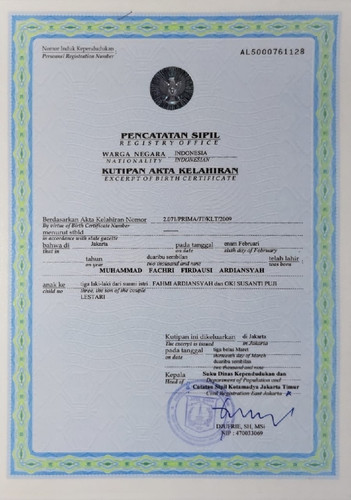 Nomor Induk Kependudukan
Personal Registration Number
AL5000761128
PENCATATAN SIPIL
REGISTRY OFFICE
WARGA NEGARA INDONESIA
NATIONALITY INDONESIAN
KUTIPAN AKTA KELAHIRAN
EXCERPT OF BIRTH CERTIFICATE
Berdasarkan Akta Kelahiran Nomor
By virtue of Birth Certificate Number
menurut stbld
in accordance with state gazette
bahwa di Jakarta pada tanggal enam Februari
that in on date sixth day of February
tahun duaribu sembilan telah lahir
on year two thousand and nine was born
MUHAMMAD FACHRI FIRDAUSI ARDIANSYAH
anak ke tiga laki-laki dari suami istri : FAHMI ARDIANSYAH dan OKI SUSANTI PUJI
child no three, the son of the couple
LESTARI
Kutipan ini dikeluarkan di Jakarta
The excerpt is issued in Jakarta
pada tanggal tiga belas Maret
on date thirteenth day of March
duaribu sembilan
two thousand and nine
Kepala Suku Dinas Kependudukan dan
Head of Department of Population and
Catatan Sipil Kotamadya Jakarta Timur
Civil Registration East Jakarta
SH, MSi
NIP : 470033069